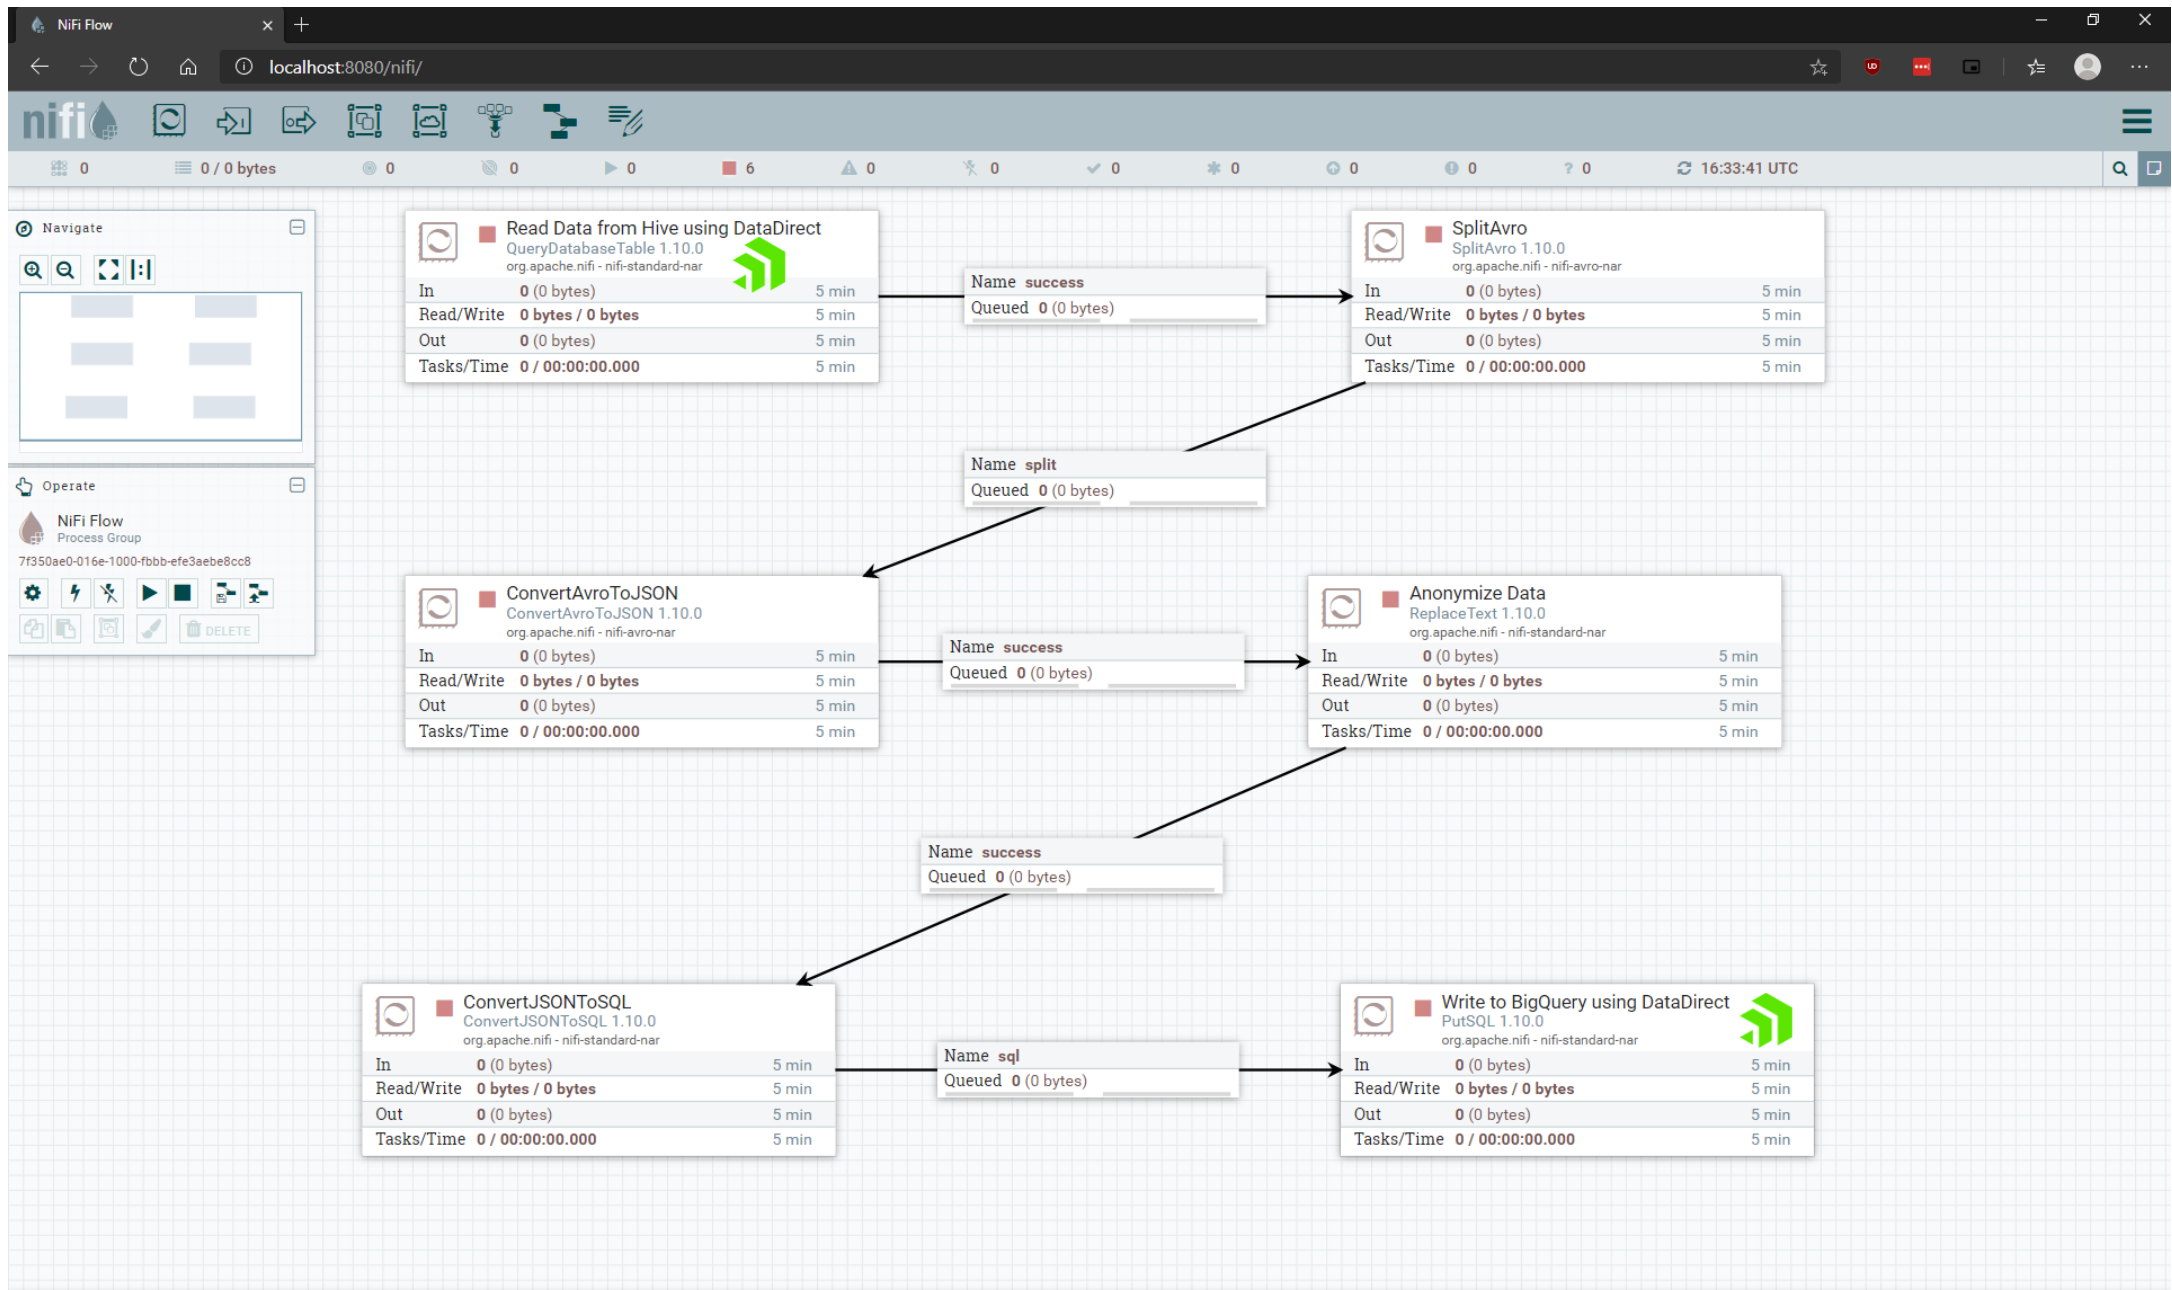 NiFi Flow
localhost:8080/nifi/
nifi
0 0 / 0 bytes 0 0 0 6 0 0 0 0 0 0 0 16:33:41 UTC
Navigate
Operate
NiFi Flow
Process Group
7f350ae0-016e-1000-fbbb-efe3aebe8cc8
DELETE
Read Data from Hive using DataDirect
QueryDatabaseTable 1.10.0
org.apache.nifi - nifi-standard-nar
In 0 (0 bytes) 5 min
Read/Write 0 bytes / 0 bytes 5 min
Out 0 (0 bytes) 5 min
Tasks/Time 0 / 00:00:00.000 5 min
Name success
Queued 0 (0 bytes)
SplitAvro
SplitAvro 1.10.0
org.apache.nifi - nifi-avro-nar
In 0 (0 bytes) 5 min
Read/Write 0 bytes / 0 bytes 5 min
Out 0 (0 bytes) 5 min
Tasks/Time 0 / 00:00:00.000 5 min
Name split
Queued 0 (0 bytes)
ConvertAvroToJSON
ConvertAvroToJSON 1.10.0
org.apache.nifi - nifi-avro-nar
In 0 (0 bytes) 5 min
Read/Write 0 bytes / 0 bytes 5 min
Out 0 (0 bytes) 5 min
Tasks/Time 0 / 00:00:00.000 5 min
Name success
Queued 0 (0 bytes)
Anonymize Data
ReplaceText 1.10.0
org.apache.nifi - nifi-standard-nar
In 0 (0 bytes) 5 min
Read/Write 0 bytes / 0 bytes 5 min
Out 0 (0 bytes) 5 min
Tasks/Time 0 / 00:00:00.000 5 min
Name success
Queued 0 (0 bytes)
ConvertJSONToSQL
ConvertJSONToSQL 1.10.0
org.apache.nifi - nifi-standard-nar
In 0 (0 bytes) 5 min
Read/Write 0 bytes / 0 bytes 5 min
Out 0 (0 bytes) 5 min
Tasks/Time 0 / 00:00:00.000 5 min
Name sql
Queued 0 (0 bytes)
Write to BigQuery using DataDirect
PutSQL 1.10.0
org.apache.nifi - nifi-standard-nar
In 0 (0 bytes) 5 min
Read/Write 0 bytes / 0 bytes 5 min
Out 0 (0 bytes) 5 min
Tasks/Time 0 / 00:00:00.000 5 min